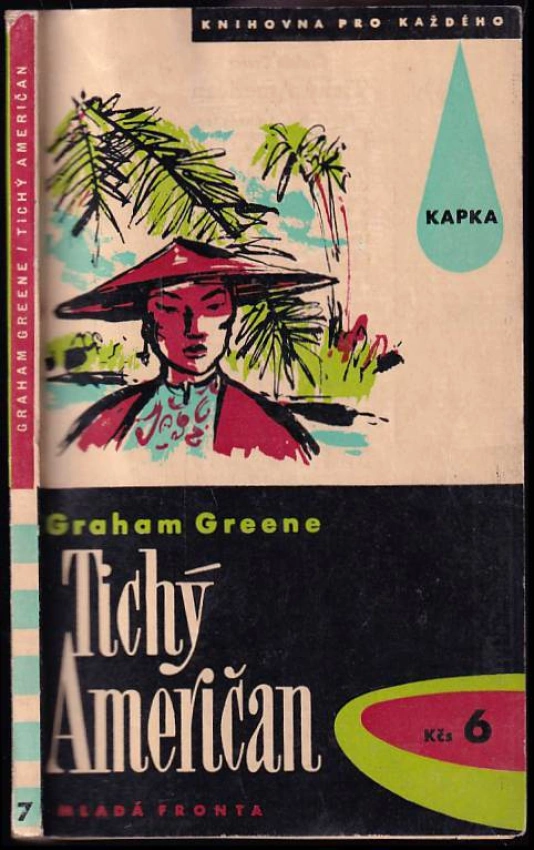 KNIHOVNA PRO KAŽDÉHO
KAPKA
GRAHAM GREENE / TICHÝ AMERIČAN
Graham Greene
Tichý
Američan
Kčs 6
7
MLADÁ FRONTA